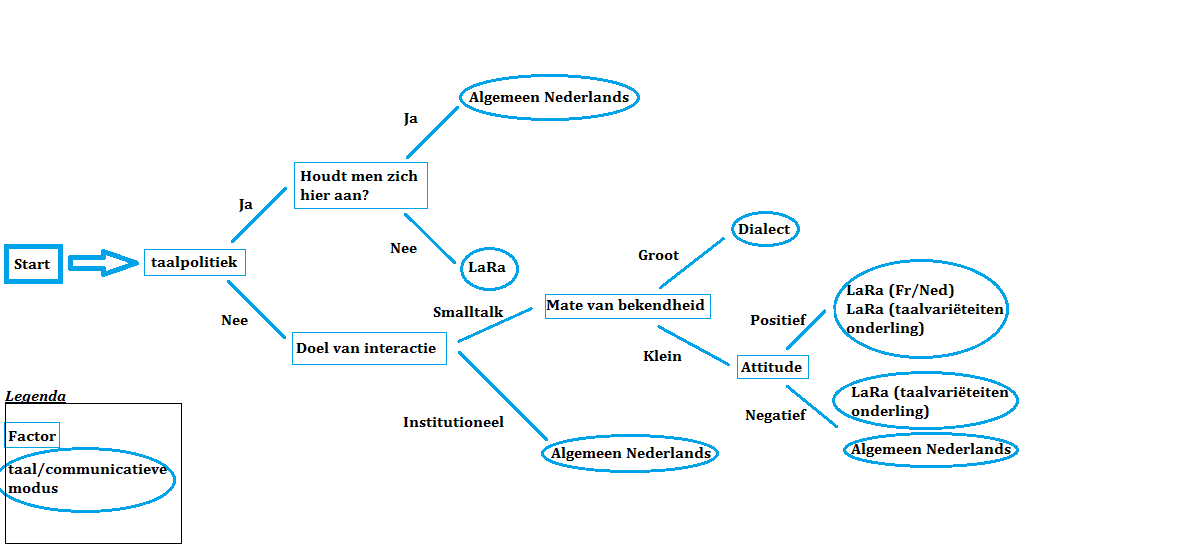 Algemeen Nederlands
Ja
Houdt men zich
hier aan?
Ja
Nee
Dialect
Groot
Start
taalpolitiek
LaRa
LaRa (Fr/Ned)
LaRa (taalvariëteiten
onderling)
Smalltalk
Mate van bekendheid
Nee
Positief
Doel van interactie
Klein
Attitude
Legenda
LaRa (taalvariëteiten
onderling)
Negatief
Institutioneel
Factor
Algemeen Nederlands
Algemeen Nederlands
taal/communicatieve
modus